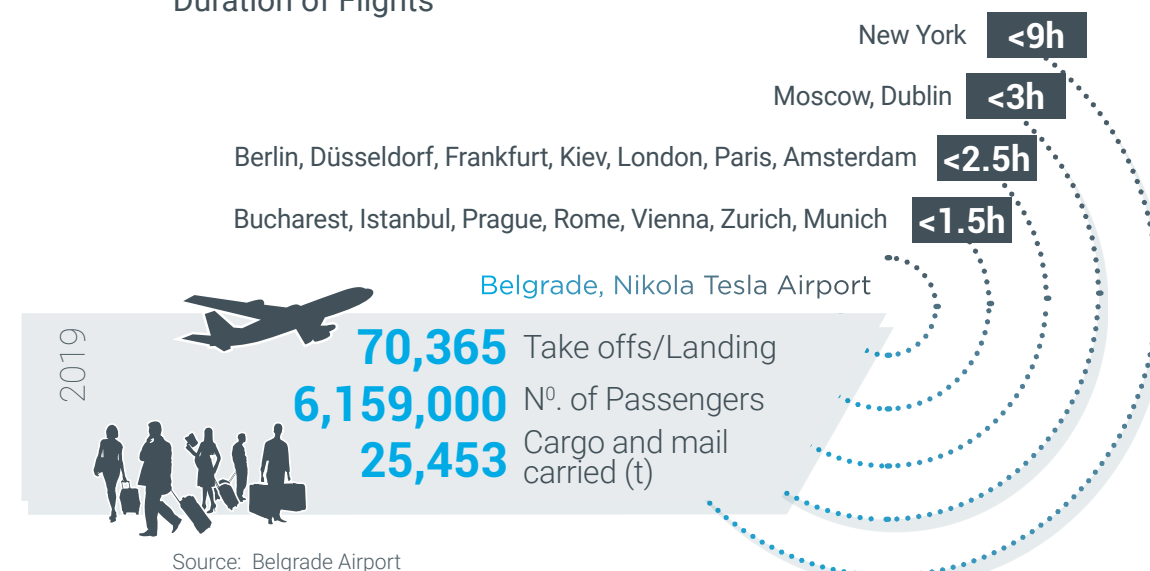 Duration of Flights
New York <9h
Moscow, Dublin <3h
Berlin, Düsseldorf, Frankfurt, Kiev, London, Paris, Amsterdam <2.5h
Bucharest, Istanbul, Prague, Rome, Vienna, Zurich, Munich <1.5h
Belgrade, Nikola Tesla Airport
2019
70,365 Take offs/Landing
6,159,000 N⁰. of Passengers
25,453 Cargo and mail
carried (t)
Source: Belgrade Airport